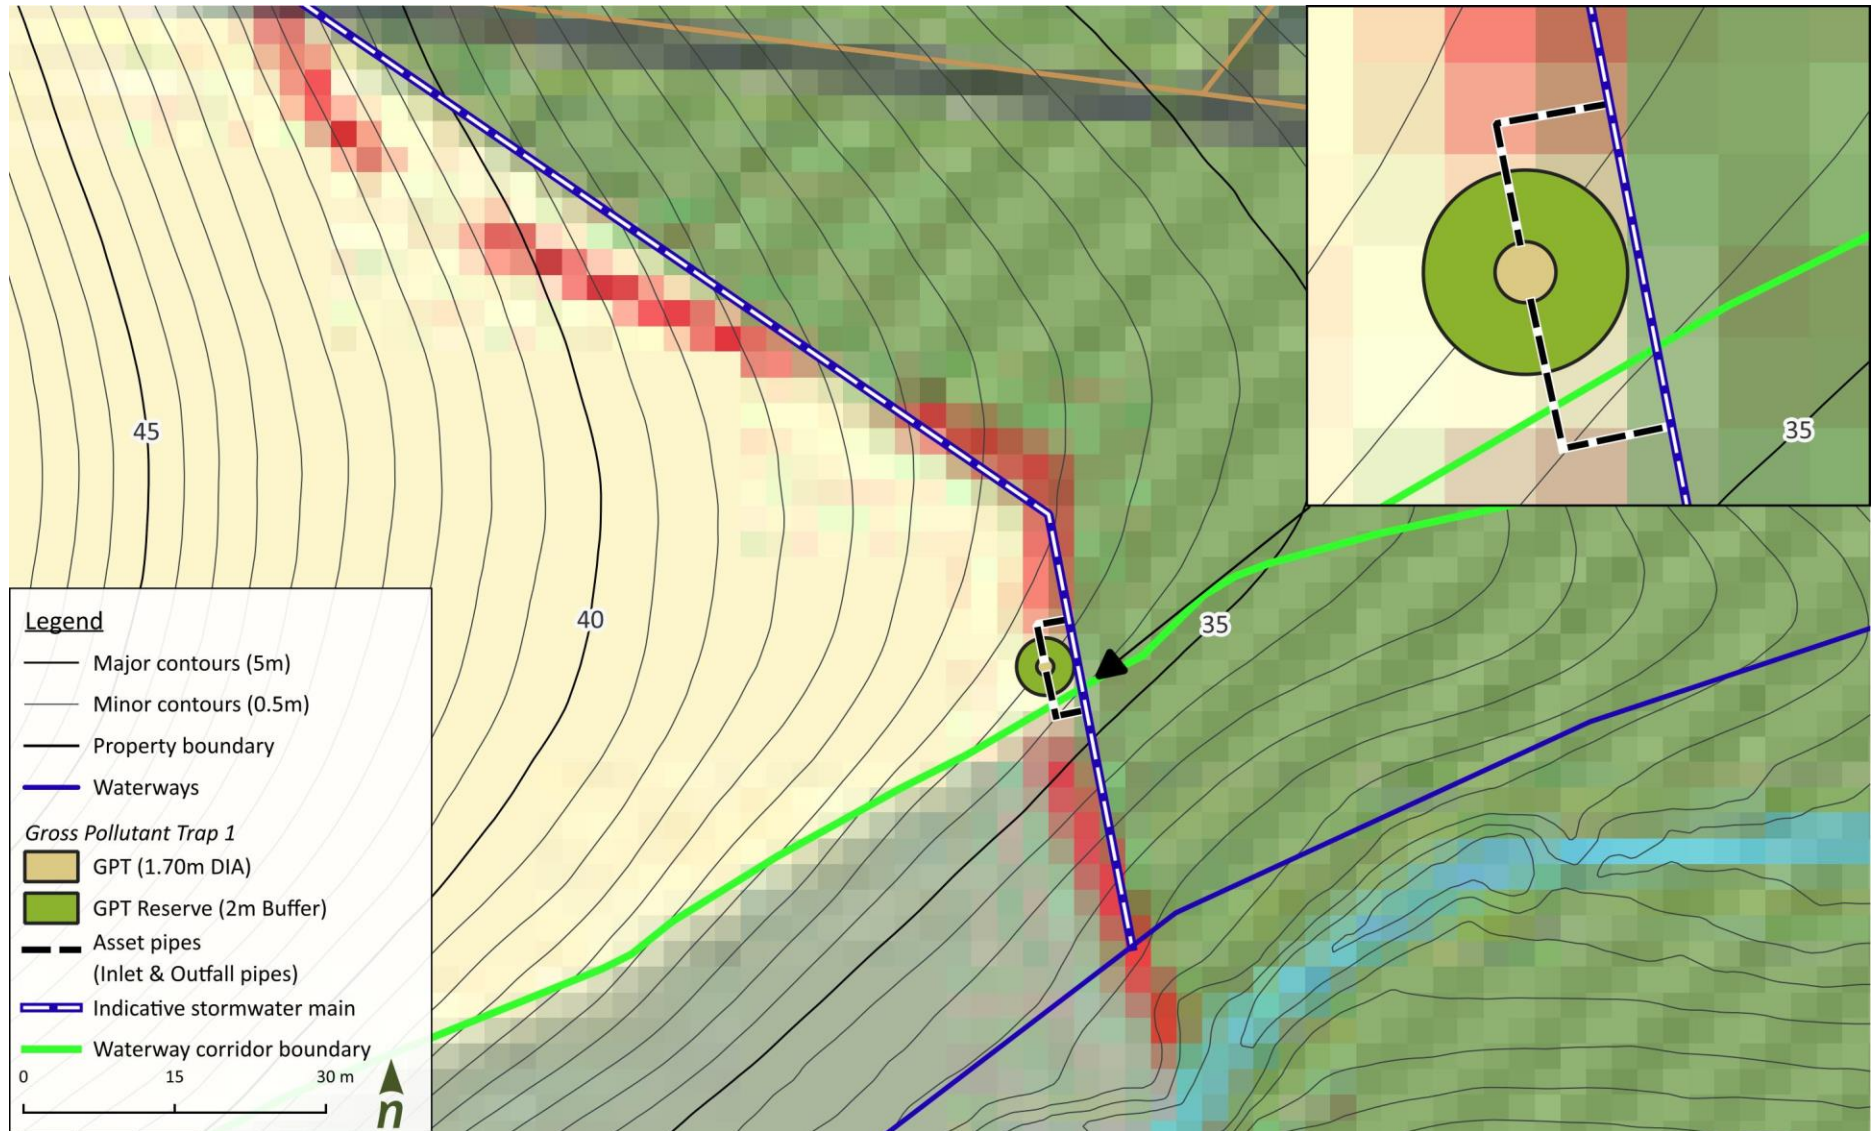 35
45
40
35
Legend
Major contours (5m)
Minor contours (0.5m)
Property boundary
Waterways
Gross Pollutant Trap 1
GPT (1.70m DIA)
GPT Reserve (2m Buffer)
Asset pipes
(Inlet & Outfall pipes)
Indicative stormwater main
Waterway corridor boundary
0 15 30 m
n